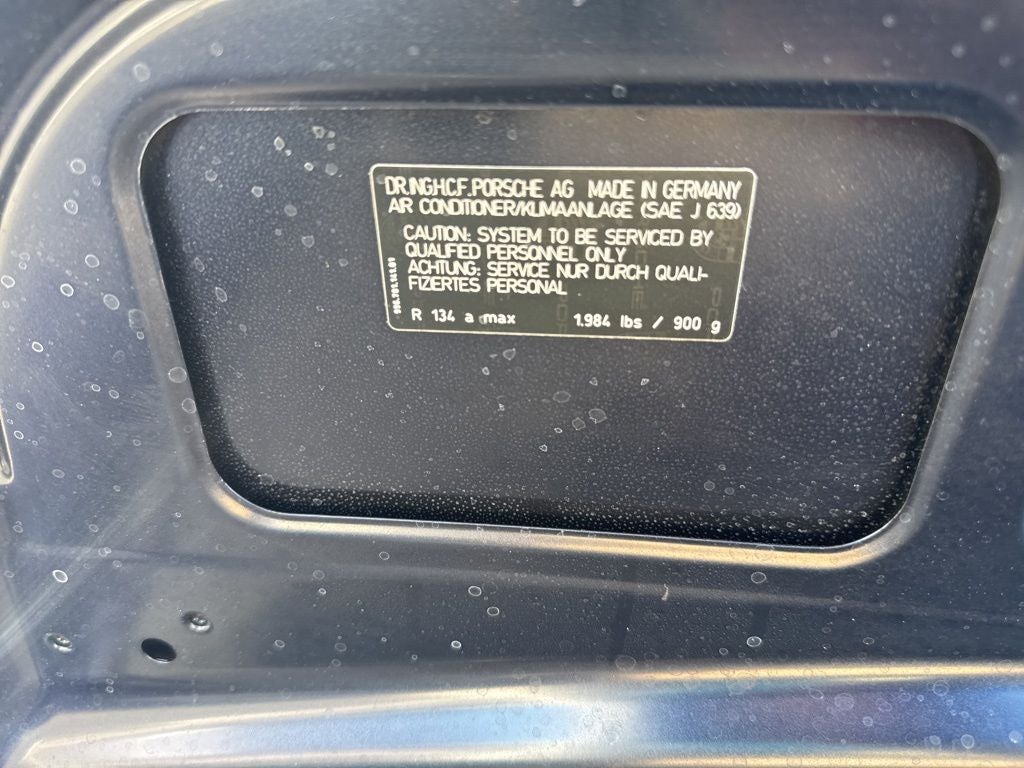 DR.ING.H.C.F. PORSCHE AG MADE IN GERMANY
AIR CONDITIONER/KLIMAANLAGE (SAE J 639)
CAUTION: SYSTEM TO BE SERVICED BY
QUALIFIED PERSONNEL ONLY
ACHTUNG: SERVICE NUR DURCH QUALI-
FIZIERTES PERSONAL
R 134 a max 1.984 lbs / 900 g